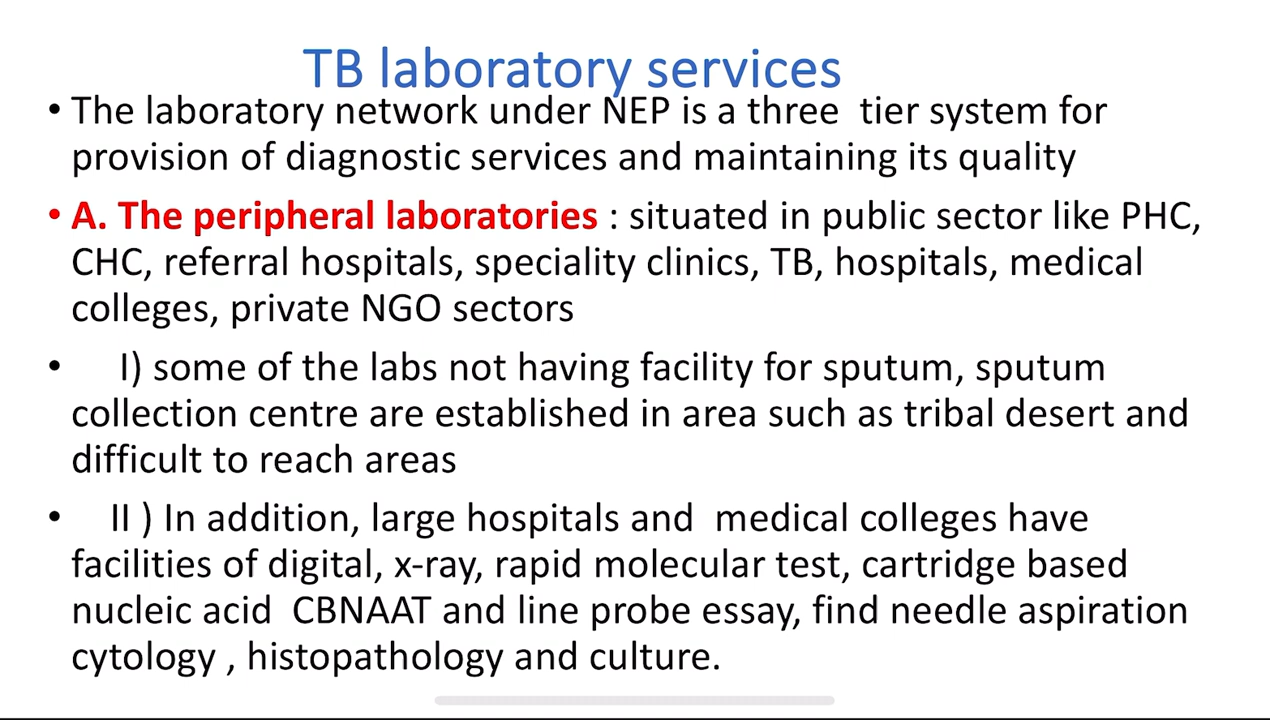 TB laboratory services
• The laboratory network under NEP is a three tier system for
provision of diagnostic services and maintaining its quality
• A. The peripheral laboratories : situated in public sector like PHC,
CHC, referral hospitals, speciality clinics, TB, hospitals, medical
colleges, private NGO sectors
• I) some of the labs not having facility for sputum, sputum
collection centre are established in area such as tribal desert and
difficult to reach areas
• II ) In addition, large hospitals and medical colleges have
facilities of digital, x-ray, rapid molecular test, cartridge based
nucleic acid CBNAAT and line probe essay, find needle aspiration
cytology , histopathology and culture.